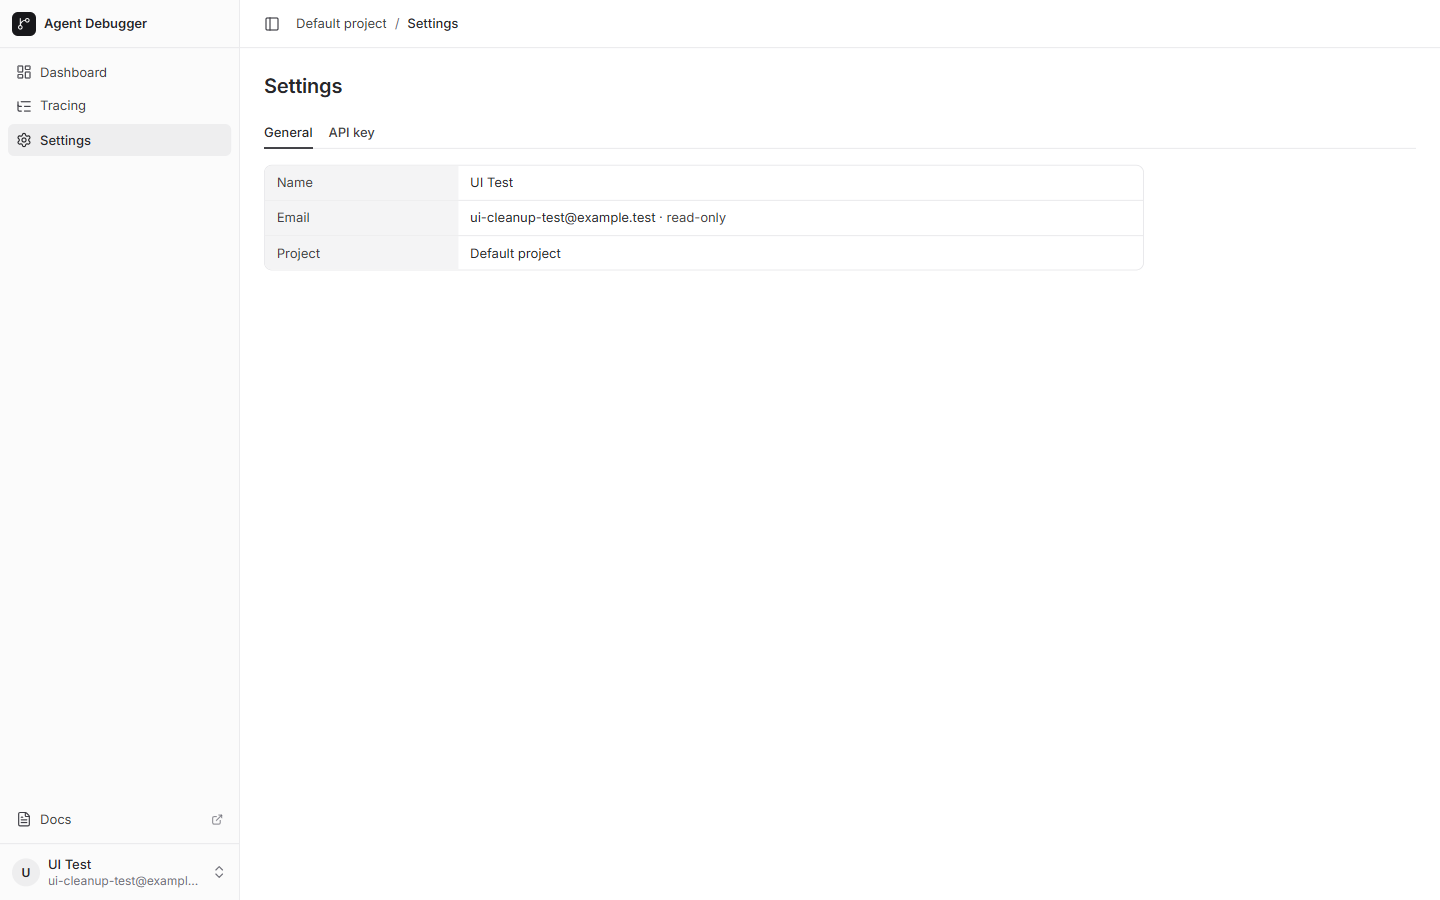 Agent Debugger
Default project / Settings
Dashboard
Tracing
Settings
Settings
General API key
Name UI Test
Email ui-cleanup-test@example.test · read-only
Project Default project
Docs
U
UI Test
ui-cleanup-test@exampl...